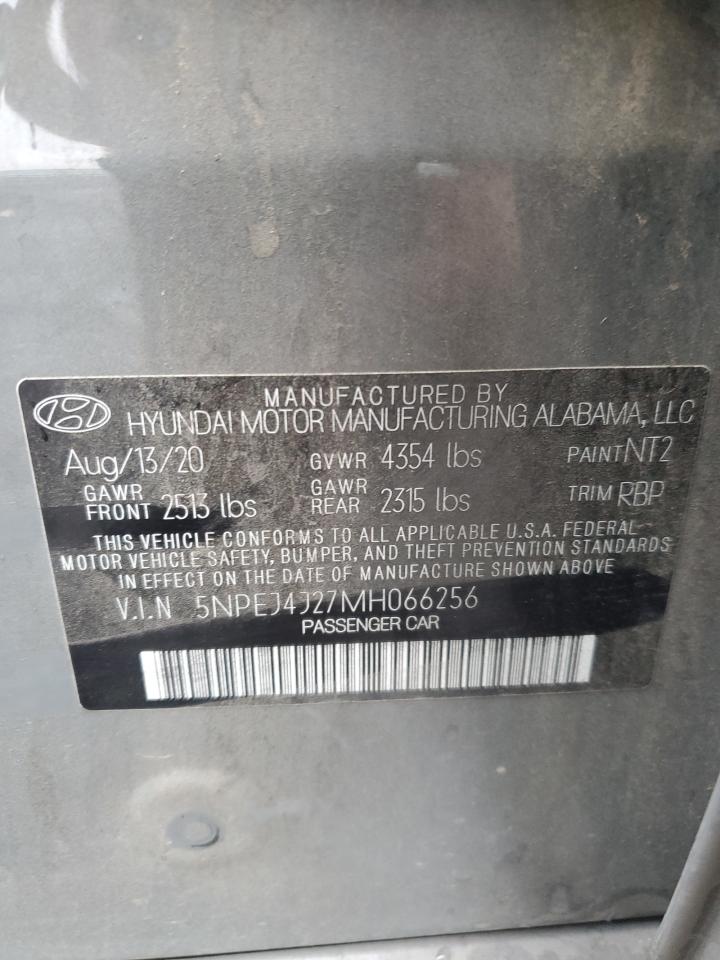 MANUFACTURED BY
HYUNDAI MOTOR MANUFACTURING ALABAMA, LLC
Aug/13/20 GVWR 4354 lbs PAINT NT2
GAWR FRONT 2513 lbs GAWR REAR 2315 lbs TRIM RBP
THIS VEHICLE CONFORMS TO ALL APPLICABLE U.S.A. FEDERAL
MOTOR VEHICLE SAFETY, BUMPER, AND THEFT PREVENTION STANDARDS
IN EFFECT ON THE DATE OF MANUFACTURE SHOWN ABOVE
V.I.N 5NPEJ4J27MH066256
PASSENGER CAR